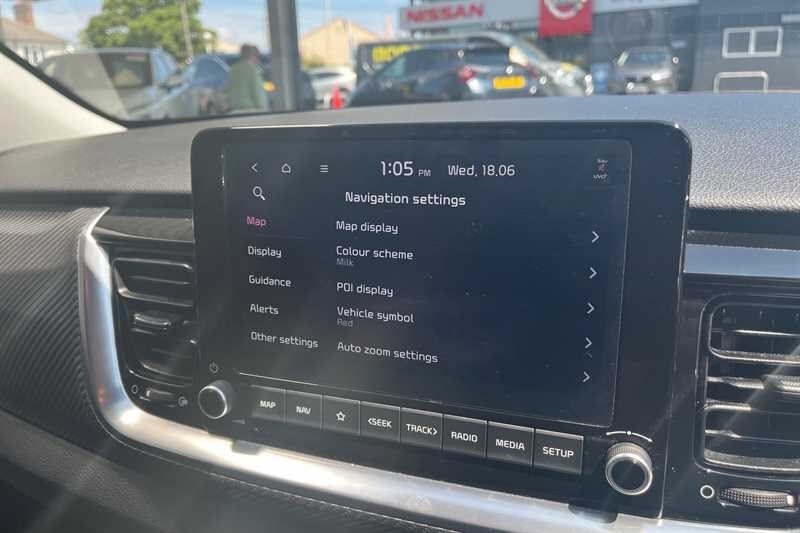 NISSAN
1:05 PM Wed, 18.06
Navigation settings
Map
Display
Guidance
Alerts
Other settings
Map display
Colour scheme
Milk
POI display
Vehicle symbol
Red
Auto zoom settings
MAP NAV <SEEK TRACK> RADIO MEDIA SETUP